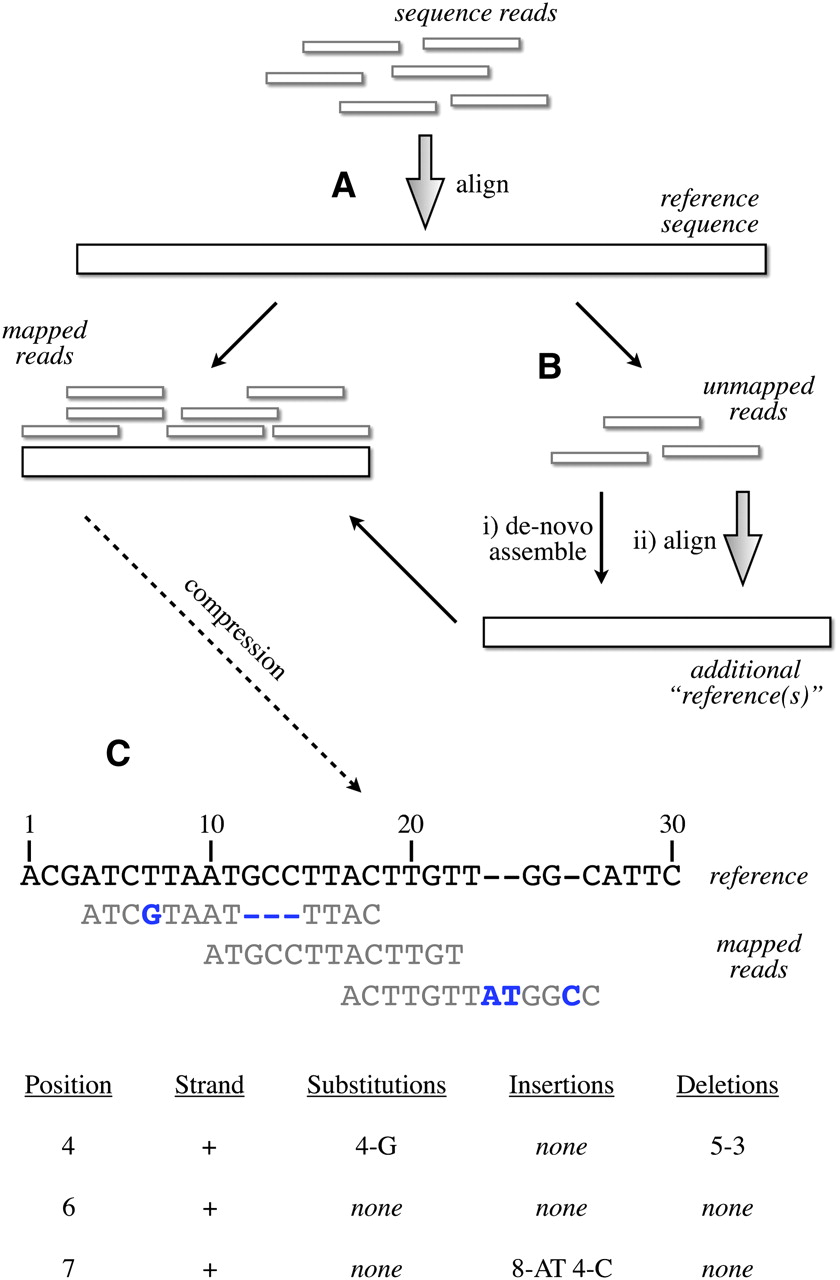 sequence reads
A
align
reference
sequence
mapped
reads
B
unmapped
reads
i) de-novo
assemble
ii) align
additional
“reference(s)”
compression
C
1 10 20 30
ACGATCTTAATGCCTTACTTGTT--GG-CATTC reference
ATCGTAAT---TTAC
ATGCCTTACTTGT
mapped
reads
ACTTGTTATGGCC
Position Strand Substitutions Insertions Deletions
4 + 4-G none 5-3
6 + none none none
7 + none 8-AT 4-C none